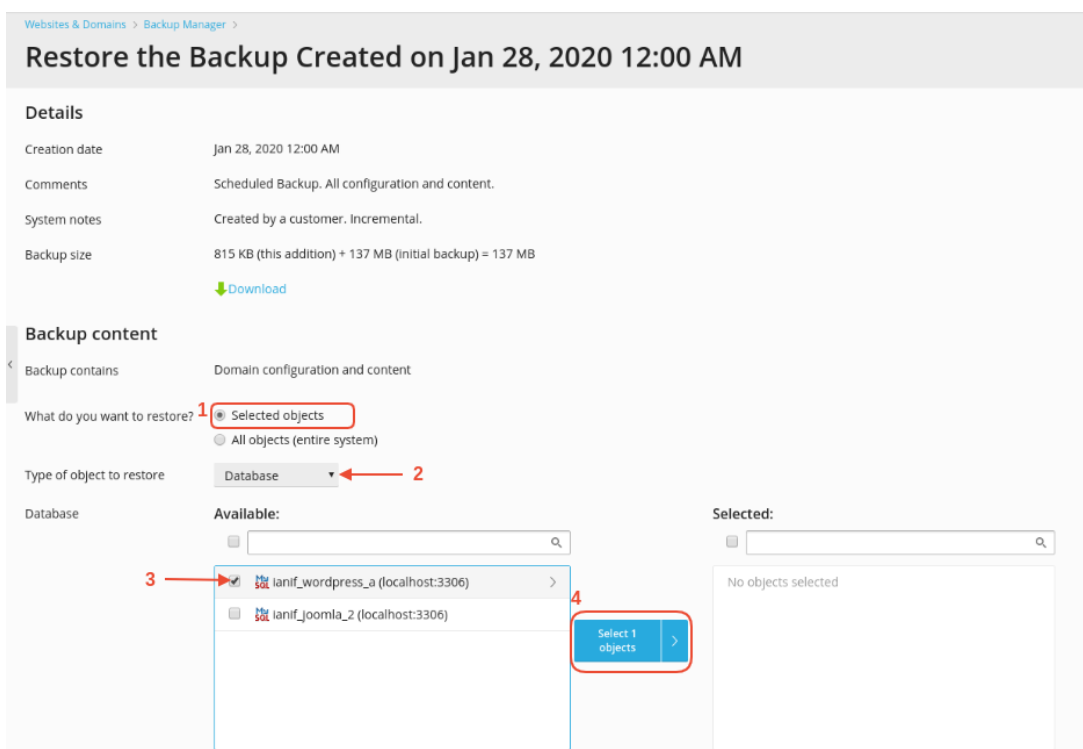 Websites & Domains > Backup Manager >
Restore the Backup Created on Jan 28, 2020 12:00 AM
Details
Creation date Jan 28, 2020 12:00 AM
Comments Scheduled Backup. All configuration and content.
System notes Created by a customer. Incremental.
Backup size 815 KB (this addition) + 137 MB (initial backup) = 137 MB
Download
Backup content
Backup contains Domain configuration and content
What do you want to restore? 1 Selected objects
All objects (entire system)
Type of object to restore Database 2
Database Available: Selected:
3 MySQL ianif_wordpress_a (localhost:3306) > No objects selected
MySQL ianif_joomla_2 (localhost:3306)
4
Select 1
objects >